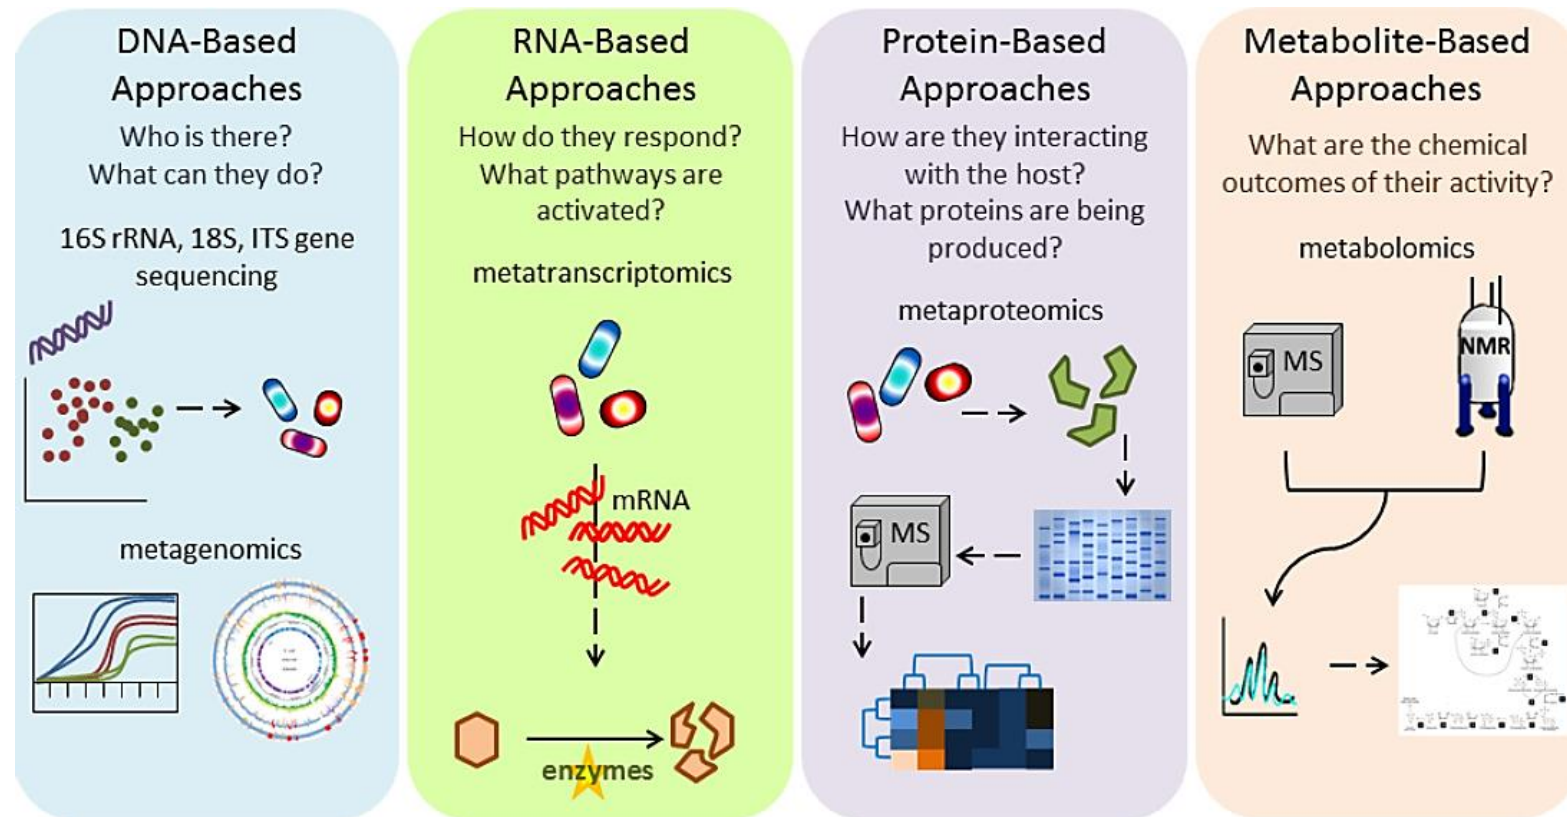 DNA-Based
Approaches
Who is there?
What can they do?
16S rRNA, 18S, ITS gene
sequencing
metagenomics
RNA-Based
Approaches
How do they respond?
What pathways are
activated?
metatranscriptomics
mRNA
enzymes
Protein-Based
Approaches
How are they interacting
with the host?
What proteins are being
produced?
metaproteomics
MS
Metabolite-Based
Approaches
What are the chemical
outcomes of their activity?
metabolomics
MS
NMR